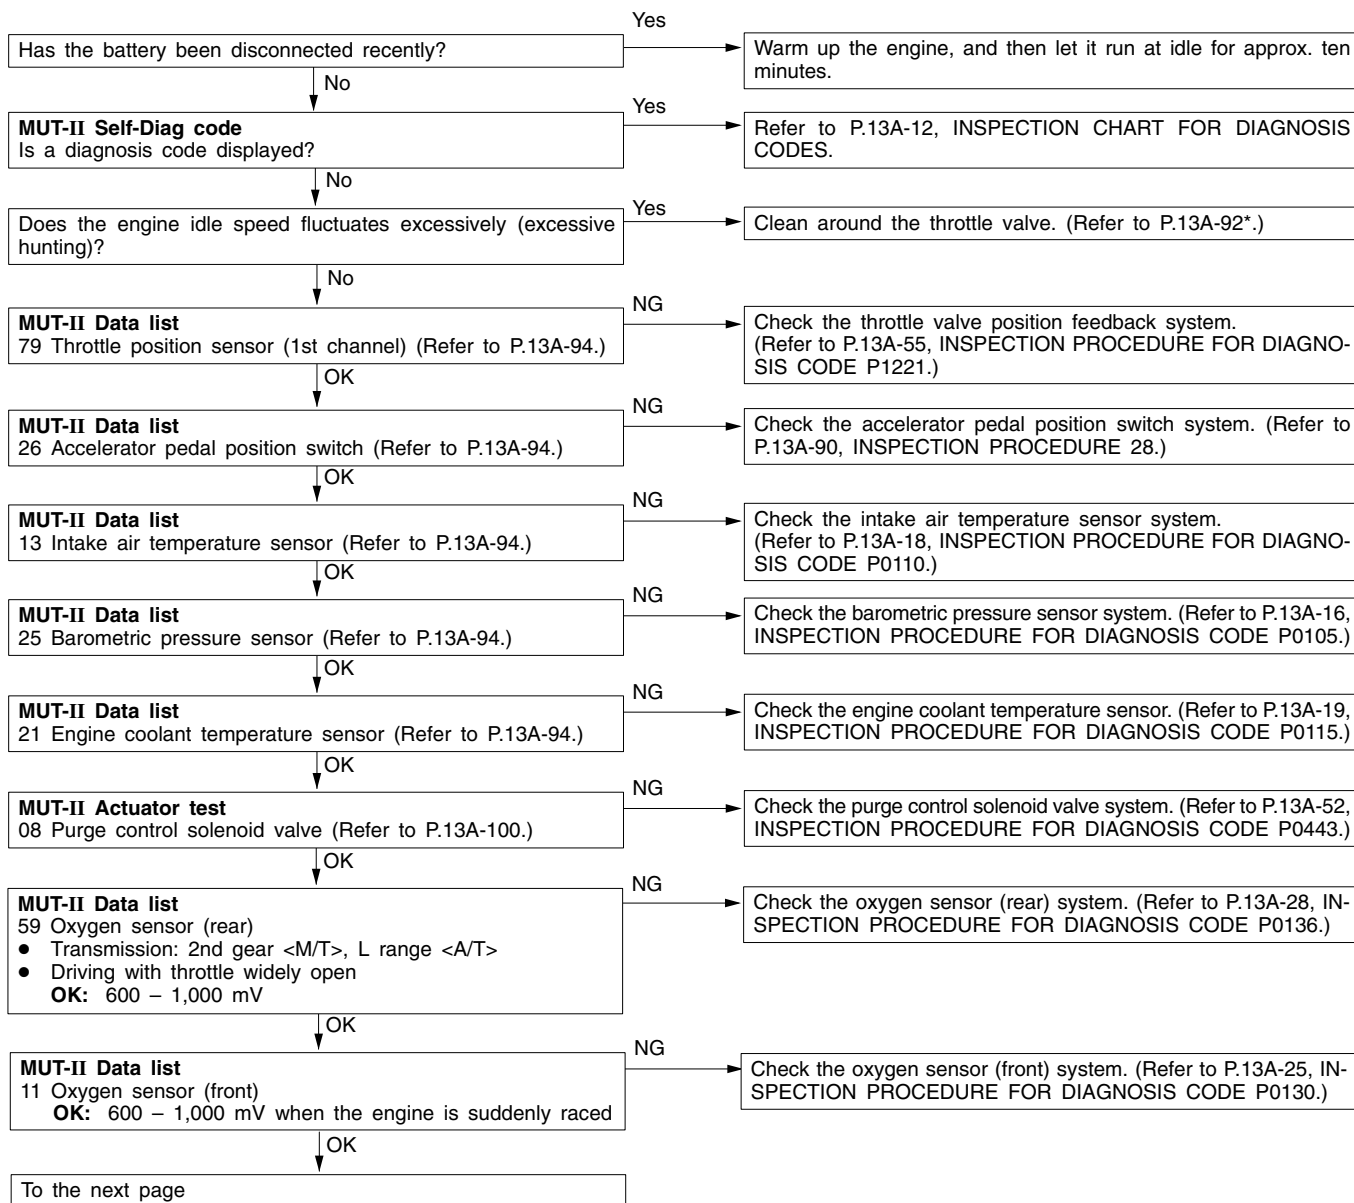 Yes
Has the battery been disconnected recently?
Warm up the engine, and then let it run at idle for approx. ten
minutes.
No
Yes
MUT-II Self-Diag code
Is a diagnosis code displayed?
Refer to P.13A-12, INSPECTION CHART FOR DIAGNOSIS
CODES.
No
Yes
Does the engine idle speed fluctuates excessively (excessive
hunting)?
Clean around the throttle valve. (Refer to P.13A-92*.)
No
NG
MUT-II Data list
79 Throttle position sensor (1st channel) (Refer to P.13A-94.)
Check the throttle valve position feedback system.
(Refer to P.13A-55, INSPECTION PROCEDURE FOR DIAGNO-
SIS CODE P1221.)
OK
NG
MUT-II Data list
26 Accelerator pedal position switch (Refer to P.13A-94.)
Check the accelerator pedal position switch system. (Refer to
P.13A-90, INSPECTION PROCEDURE 28.)
OK
NG
MUT-II Data list
13 Intake air temperature sensor (Refer to P.13A-94.)
Check the intake air temperature sensor system.
(Refer to P.13A-18, INSPECTION PROCEDURE FOR DIAGNO-
SIS CODE P0110.)
OK
NG
MUT-II Data list
25 Barometric pressure sensor (Refer to P.13A-94.)
Check the barometric pressure sensor system. (Refer to P.13A-16,
INSPECTION PROCEDURE FOR DIAGNOSIS CODE P0105.)
OK
NG
MUT-II Data list
21 Engine coolant temperature sensor (Refer to P.13A-94.)
Check the engine coolant temperature sensor. (Refer to P.13A-19,
INSPECTION PROCEDURE FOR DIAGNOSIS CODE P0115.)
OK
NG
MUT-II Actuator test
08 Purge control solenoid valve (Refer to P.13A-100.)
Check the purge control solenoid valve system. (Refer to P.13A-52,
INSPECTION PROCEDURE FOR DIAGNOSIS CODE P0443.)
OK
NG
MUT-II Data list
59 Oxygen sensor (rear)
● Transmission: 2nd gear <M/T>, L range <A/T>
● Driving with throttle widely open
OK: 600 – 1,000 mV
Check the oxygen sensor (rear) system. (Refer to P.13A-28, IN-
SPECTION PROCEDURE FOR DIAGNOSIS CODE P0136.)
OK
NG
MUT-II Data list
11 Oxygen sensor (front)
OK: 600 – 1,000 mV when the engine is suddenly raced
Check the oxygen sensor (front) system. (Refer to P.13A-25, IN-
SPECTION PROCEDURE FOR DIAGNOSIS CODE P0130.)
OK
To the next page